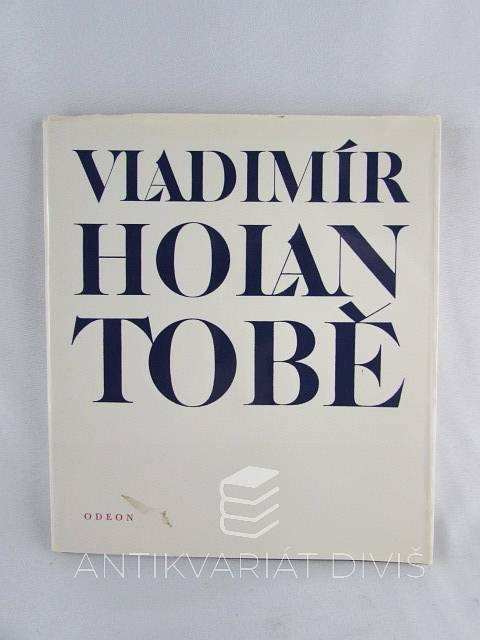 VLADIMÍR
HOLAN
TOBĚ
ODEON
ANTIKVARIÁT DIVIŠ